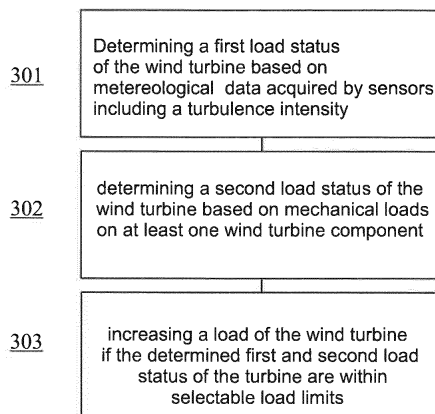 301
Determining a first load status
of the wind turbine based on
metereological data acquired by sensors
including a turbulence intensity
302
determining a second load status of the
wind turbine based on mechanical loads
on at least one wind turbine component
303
increasing a load of the wind turbine
if the determined first and second load
status of the turbine are within
selectable load limits